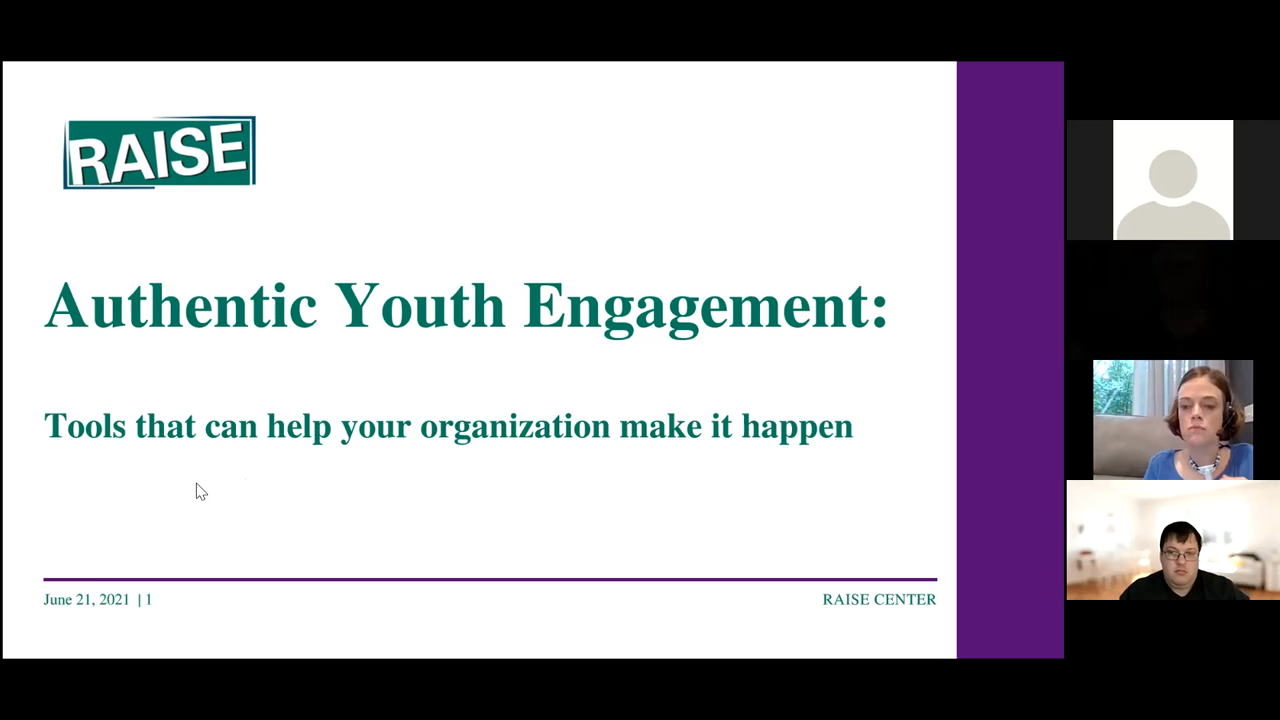 RAISE
Authentic Youth Engagement:
Tools that can help your organization make it happen
June 21, 2021 | 1
RAISE CENTER